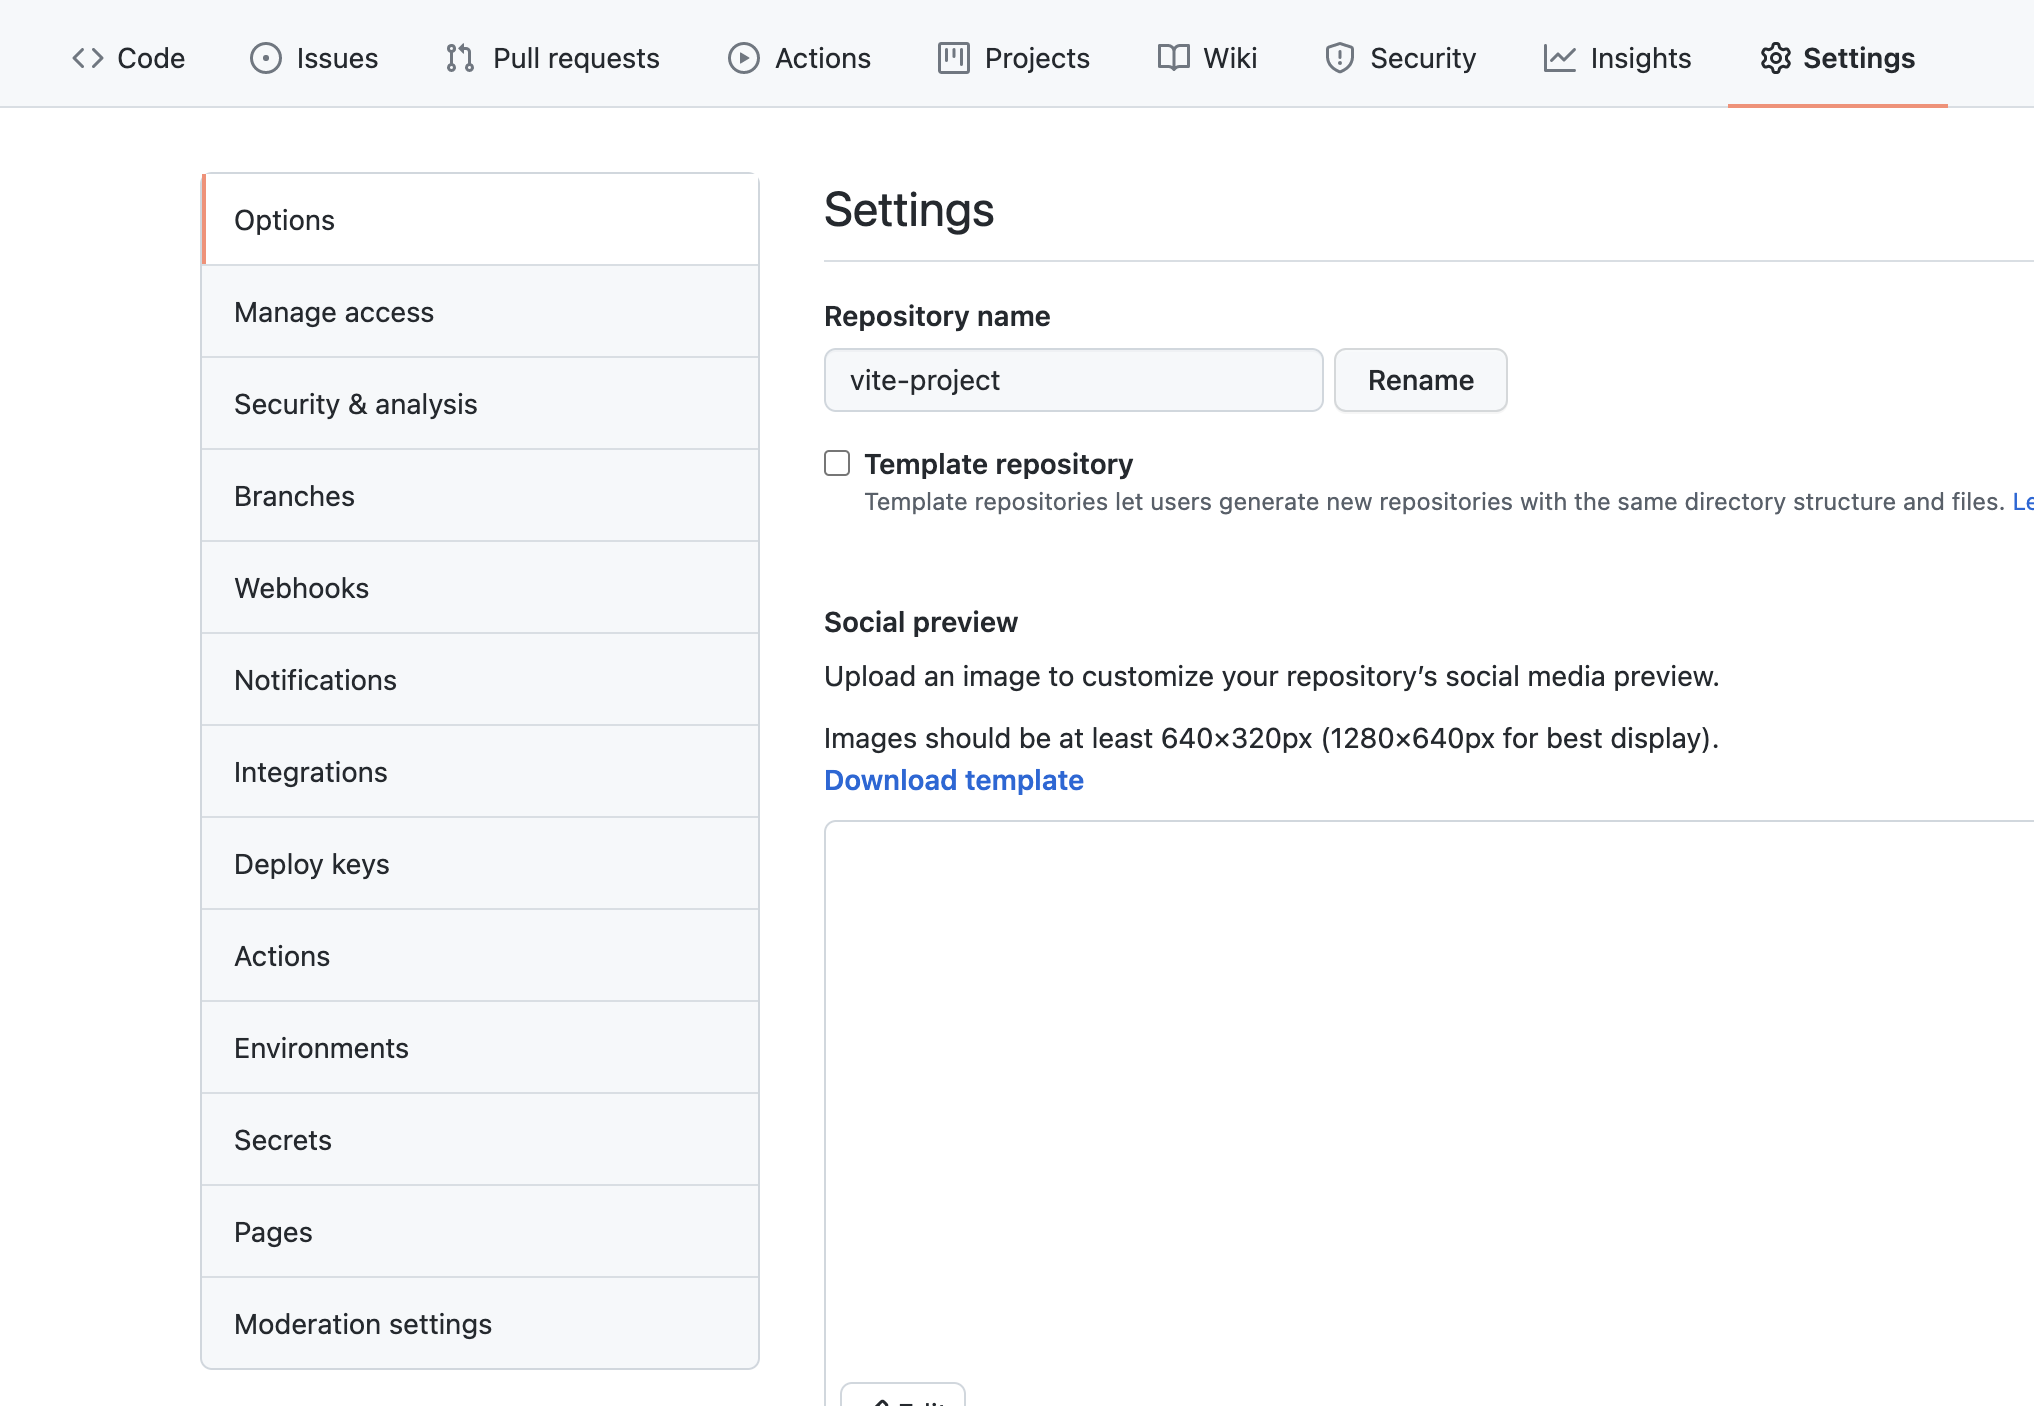 Code Issues Pull requests Actions Projects Wiki Security Insights Settings
Options
Manage access
Security & analysis
Branches
Webhooks
Notifications
Integrations
Deploy keys
Actions
Environments
Secrets
Pages
Moderation settings
Settings
Repository name
vite-project Rename
Template repository
Template repositories let users generate new repositories with the same directory structure and files.
Social preview
Upload an image to customize your repository’s social media preview.
Images should be at least 640×320px (1280×640px for best display).
Download template
Edit